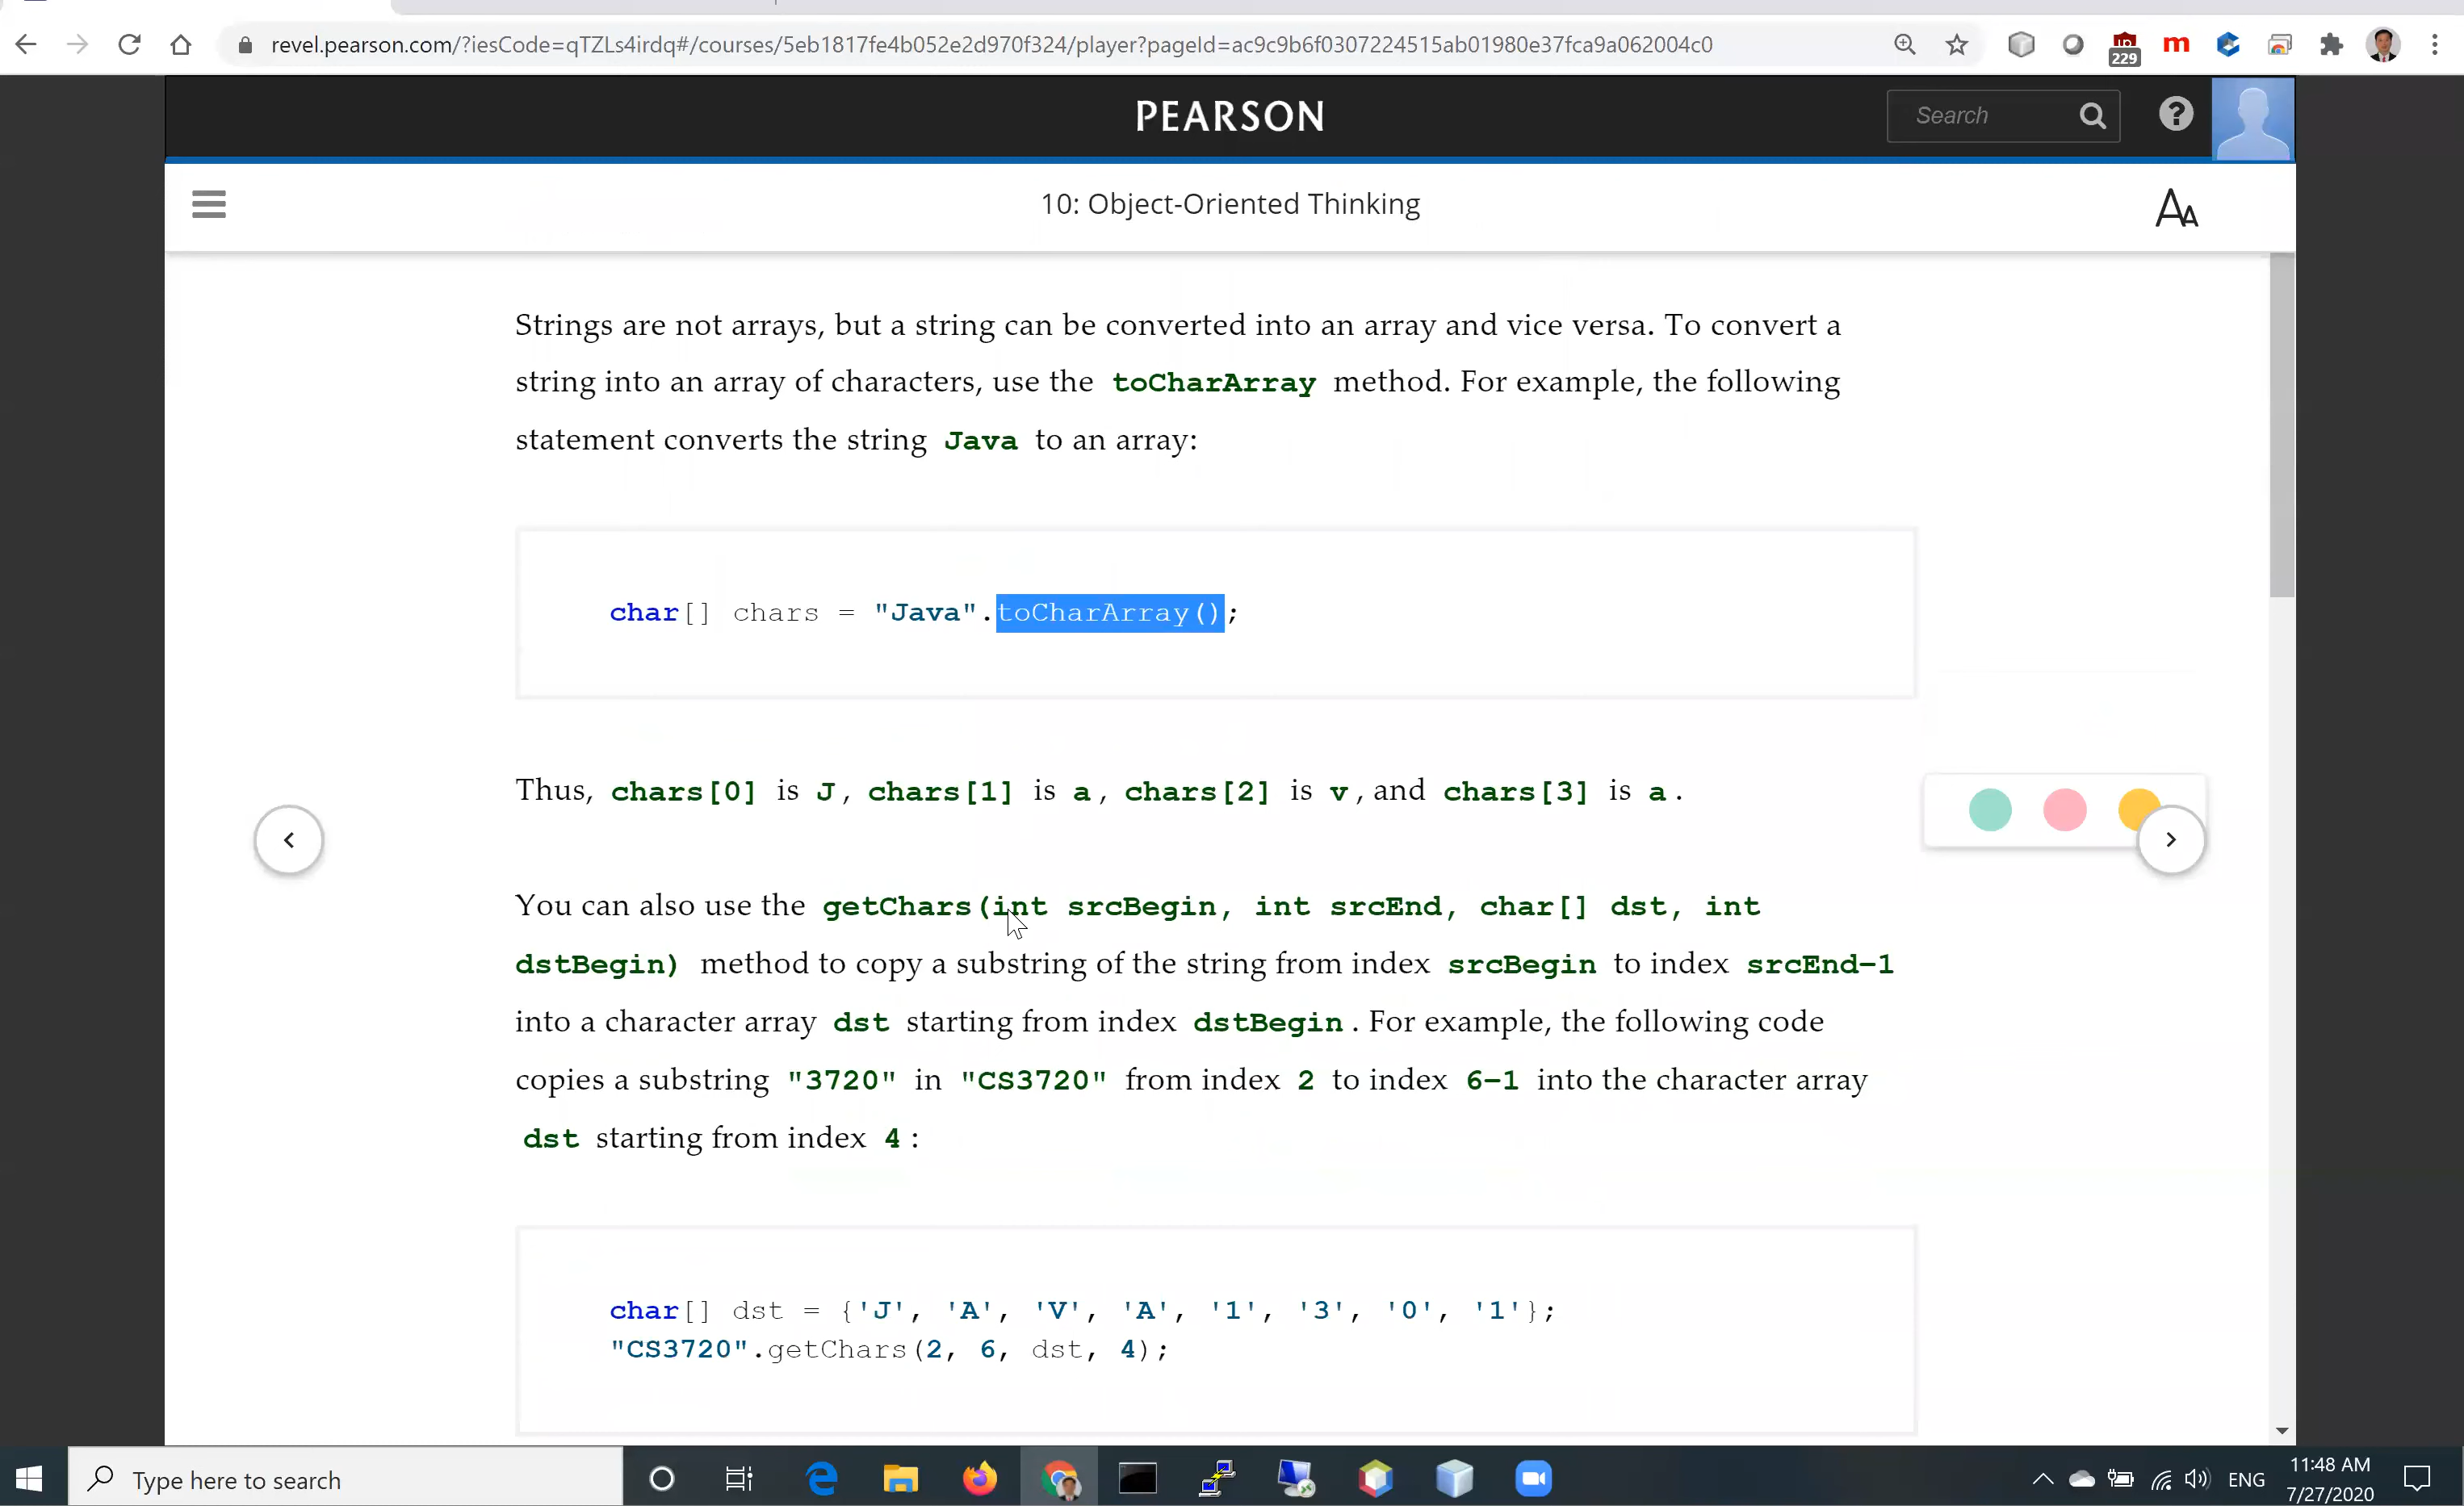 revel.pearson.com/?iesCode=qTZLs4irdq#/courses/5eb1817fe4b052e2d970f324/player?pageId=ac9c9b6f0307224515ab01980e37fca9a062004c0
229
m
PEARSON
Search
?
10: Object-Oriented Thinking
AA
Strings are not arrays, but a string can be converted into an array and vice versa. To convert a
string into an array of characters, use the toCharArray method. For example, the following
statement converts the string Java to an array:
char[] chars = "Java".toCharArray();
Thus, chars[0] is J, chars[1] is a, chars[2] is v, and chars[3] is a.
You can also use the getChars(int srcBegin, int srcEnd, char[] dst, int
dstBegin) method to copy a substring of the string from index srcBegin to index srcEnd-1
into a character array dst starting from index dstBegin. For example, the following code
copies a substring "3720" in "CS3720" from index 2 to index 6-1 into the character array
dst starting from index 4:
char[] dst = {'J', 'A', 'V', 'A', '1', '3', '0', '1'};
"CS3720".getChars(2, 6, dst, 4);
Type here to search
ENG
11:48 AM
7/27/2020